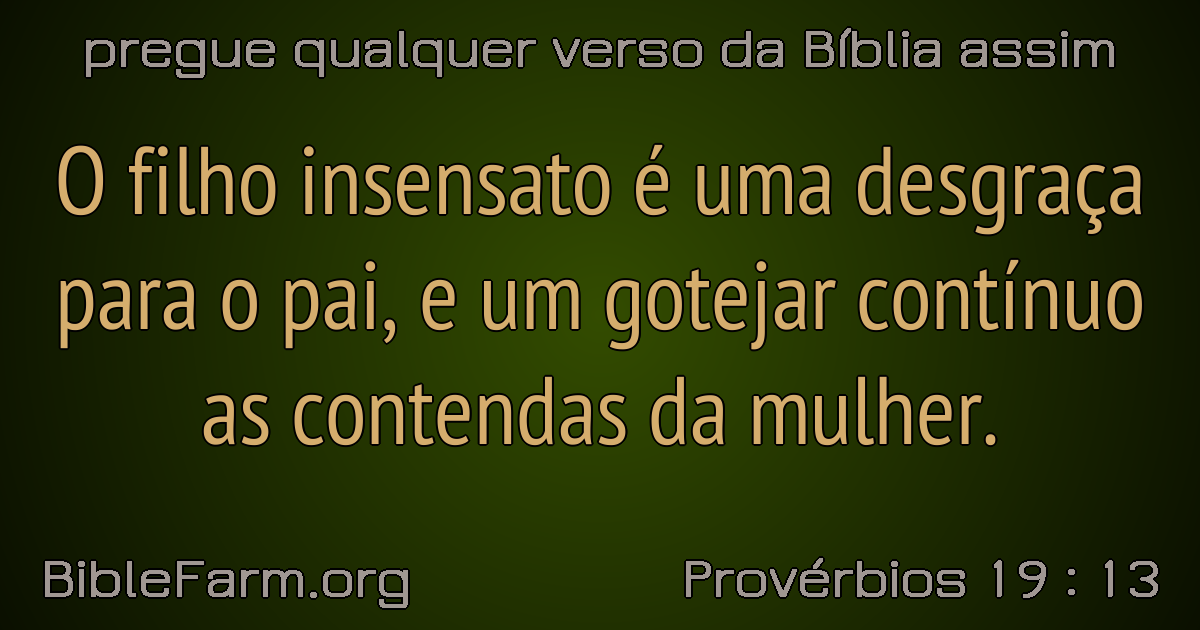 pregue qualquer verso da Bíblia assim
O filho insensato é uma desgraça
para o pai, e um gotejar contínuo
as contendas da mulher.
BibleFarm.org
Provérbios 19 : 13